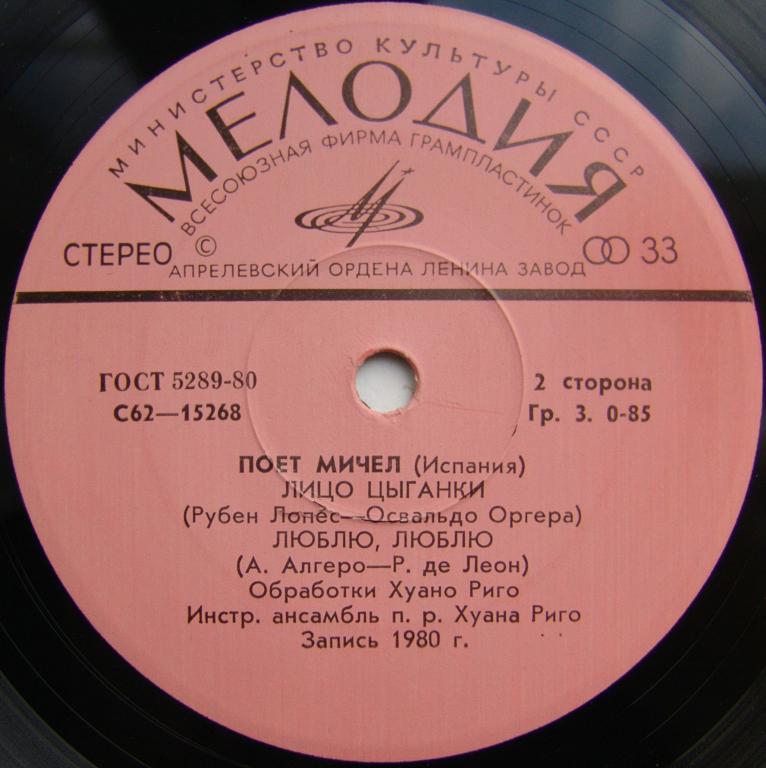 МИНИСТЕРСТВО КУЛЬТУРЫ СССР
МЕЛОДИЯ
ВСЕСОЮЗНАЯ ФИРМА ГРАМПЛАСТИНОК
СТЕРЕО © 33
АПРЕЛЕВСКИЙ ОРДЕНА ЛЕНИНА ЗАВОД
ГОСТ 5289-80 2 сторона
С62—15268 Гр. 3. 0-85
ПОЕТ МИЧЕЛ (Испания)
ЛИЦО ЦЫГАНКИ
(Рубен Лопес—Освальдо Оргера)
ЛЮБЛЮ, ЛЮБЛЮ
(А. Алгеро—Р. де Леон)
Обработки Хуано Риго
Инстр. ансамбль п. р. Хуана Риго
Запись 1980 г.